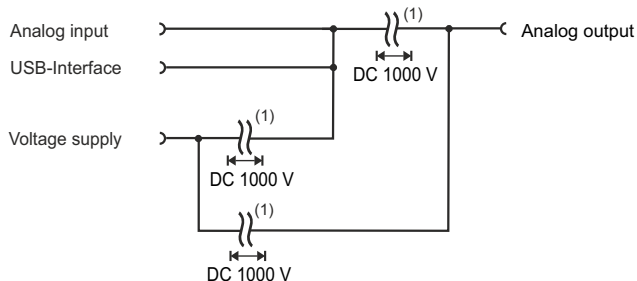 (1)
Analog input
Analog output
USB-Interface
DC 1000 V
(1)
Voltage supply
DC 1000 V
(1)
DC 1000 V